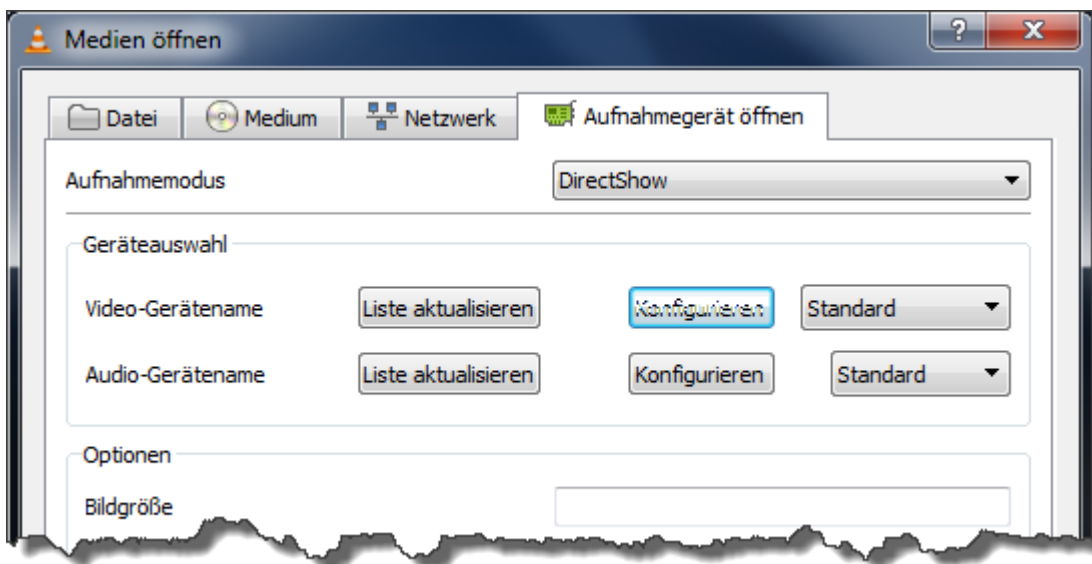 Medien öffnen
Datei Medium Netzwerk Aufnahmegerät öffnen
Aufnahmemodus DirectShow
Geräteauswahl
Video-Gerätename Liste aktualisieren Konfigurieren Standard
Audio-Gerätename Liste aktualisieren Konfigurieren Standard
Optionen
Bildgröße